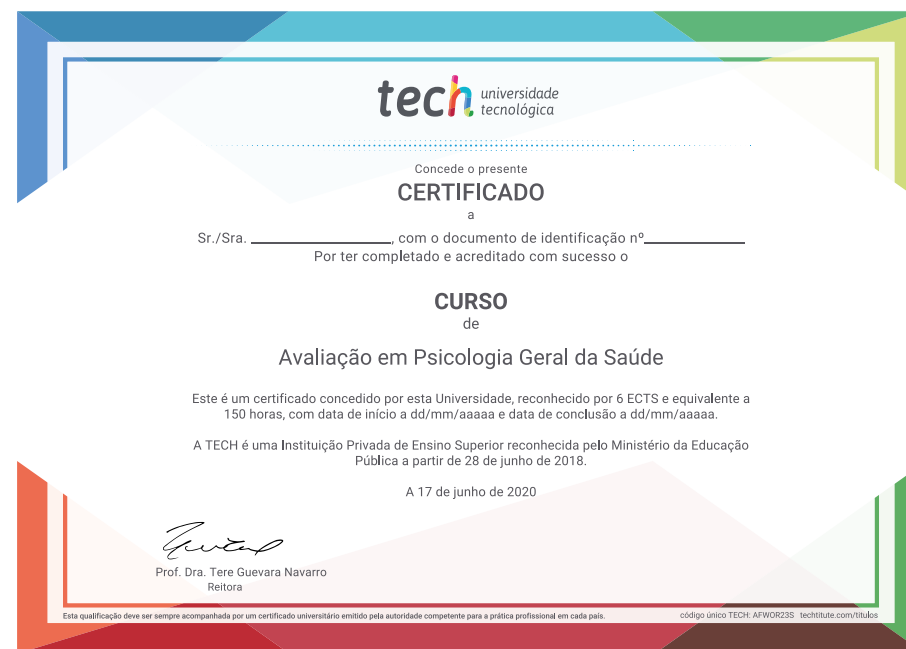 tech universidade
tecnológica
Concede o presente
CERTIFICADO
a
Sr./Sra. ____________________, com o documento de identificação nº______________
Por ter completado e acreditado com sucesso o
CURSO
de
Avaliação em Psicologia Geral da Saúde
Este é um certificado concedido por esta Universidade, reconhecido por 6 ECTS e equivalente a
150 horas, com data de início a dd/mm/aaaaa e data de conclusão a dd/mm/aaaaa.
A TECH é uma Instituição Privada de Ensino Superior reconhecida pelo Ministério da Educação
Pública a partir de 28 de junho de 2018.
A 17 de junho de 2020
Prof. Dra. Tere Guevara Navarro
Reitora
Esta qualificação deve ser sempre acompanhada por um certificado universitário emitido pela autoridade competente para a prática profissional em cada país.
código único TECH: AFWOR23S techtitute.com/titulos